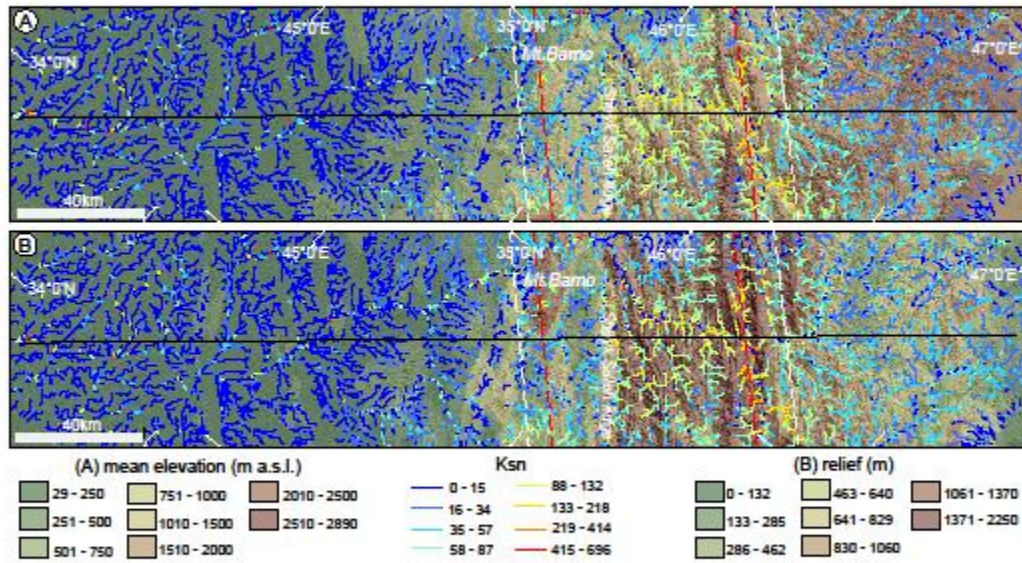 A
45°0'E
35°0'N
46°0'E
47°0'E
34°0'N
Mt.Bamo
40km
B
45°0'E
35°0'N
46°0'E
47°0'E
34°0'N
Mt.Bamo
40km
(A) mean elevation (m a.s.l.)
29 - 250
751 - 1000
2010 - 2500
251 - 500
1010 - 1500
2510 - 2890
501 - 750
1510 - 2000
Ksn
0 - 15
88 - 132
16 - 34
133 - 218
35 - 57
219 - 414
58 - 87
415 - 696
(B) relief (m)
0 - 132
463 - 640
1061 - 1370
133 - 285
641 - 829
1371 - 2250
286 - 462
830 - 1060